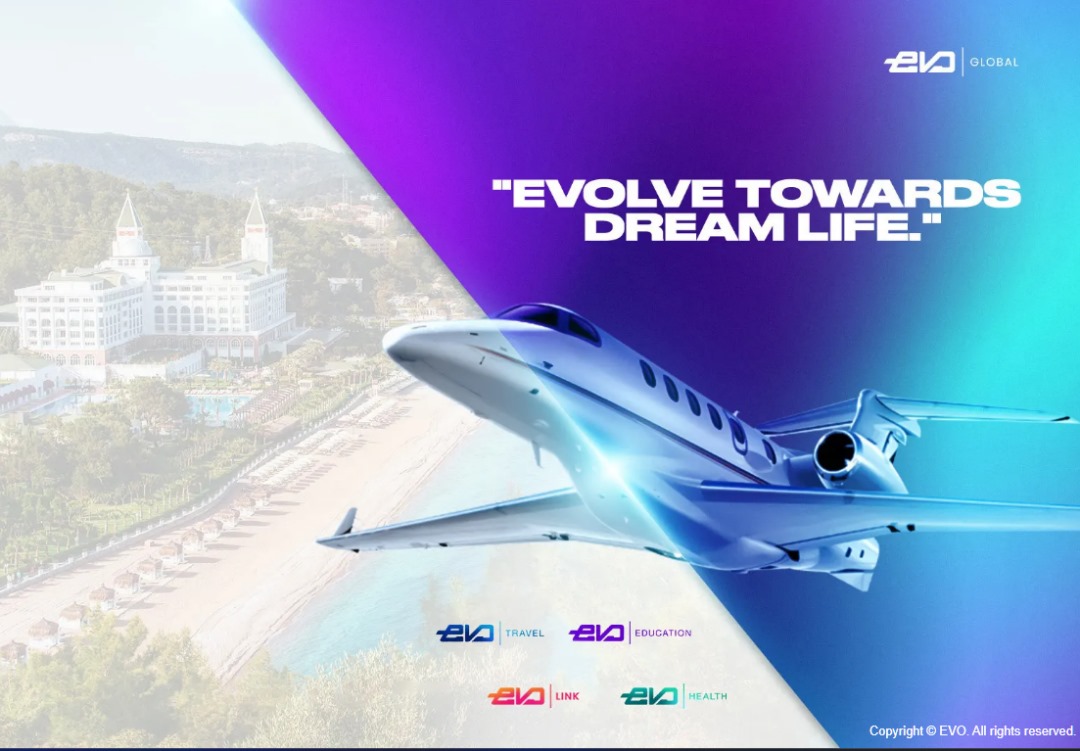 evo | GLOBAL
"EVOLVE TOWARDS
DREAM LIFE."
evo | TRAVEL
evo | EDUCATION
evo | LINK
evo | HEALTH
Copyright © EVO. All rights reserved.